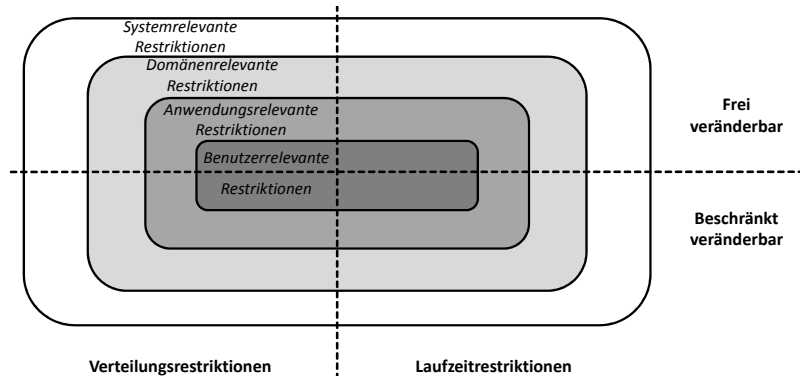 Systemrelevante
Restriktionen
Domänenrelevante
Restriktionen
Anwendungsrelevante
Restriktionen
Benutzerrelevante
Restriktionen
Frei
veränderbar
Beschränkt
veränderbar
Verteilungsrestriktionen
Laufzeitrestriktionen